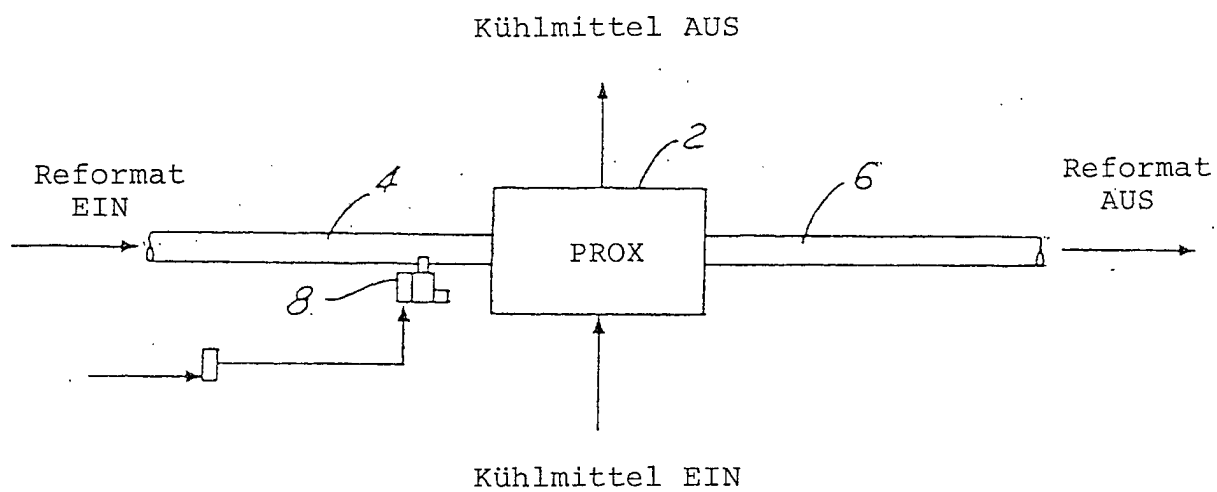 Kühlmittel AUS
2
Reformat
EIN
4
6
Reformat
AUS
PROX
8
Kühlmittel EIN